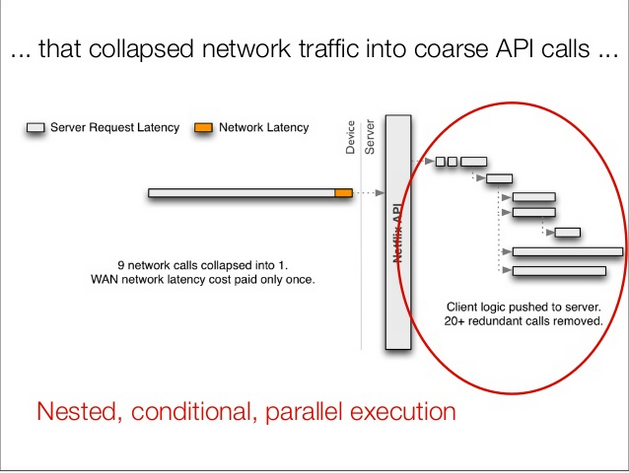 ... that collapsed network traffic into coarse API calls ...
Server Request Latency
Network Latency
Device
Server
Netflix API
9 network calls collapsed into 1.
WAN network latency cost paid only once.
Client logic pushed to server.
20+ redundant calls removed.
Nested, conditional, parallel execution